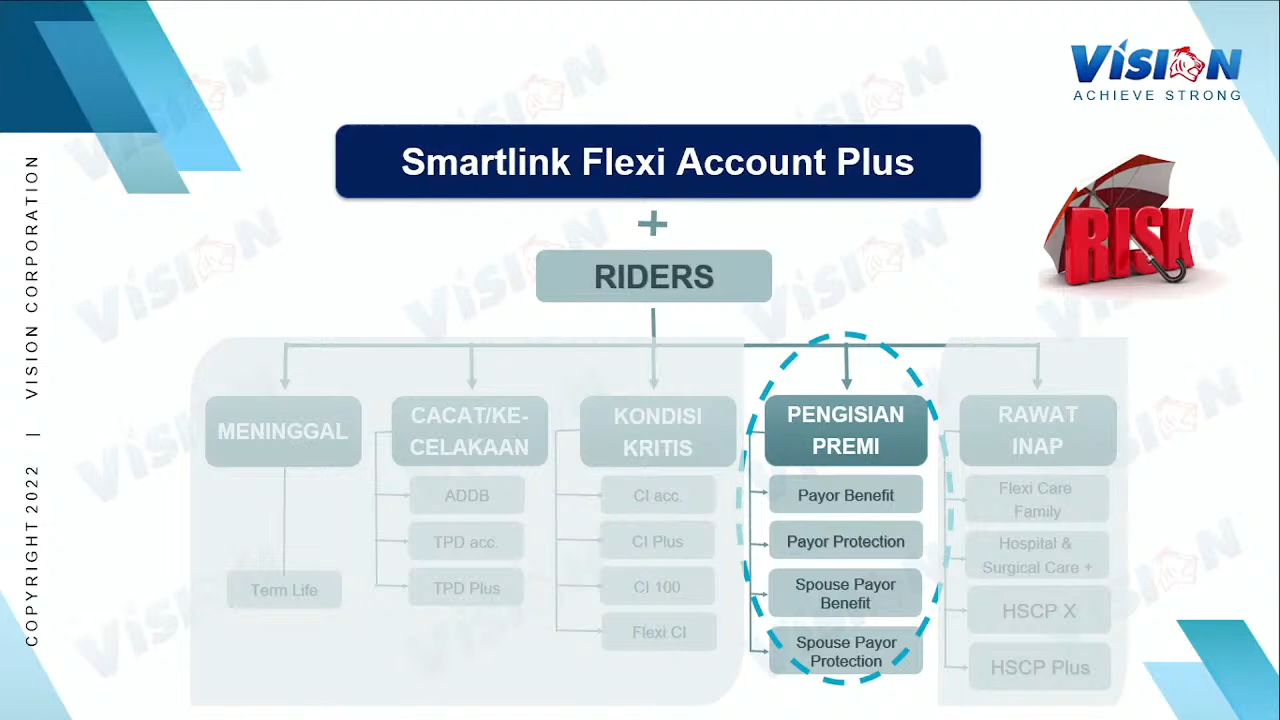 VISION
ACHIEVE STRONG
COPYRIGHT 2022 | VISION CORPORATION
Smartlink Flexi Account Plus
+
RISK
RIDERS
MENINGGAL
Term Life
CACAT/KE-
CELAKAAN
ADDB
TPD acc.
TPD Plus
KONDISI
KRITIS
CI acc.
CI Plus
CI 100
Flexi CI
PENGISIAN
PREMI
Payor Benefit
Payor Protection
Spouse Payor
Benefit
Spouse Payor
Protection
RAWAT
INAP
Flexi Care
Family
Hospital &
Surgical Care +
HSCP X
HSCP Plus